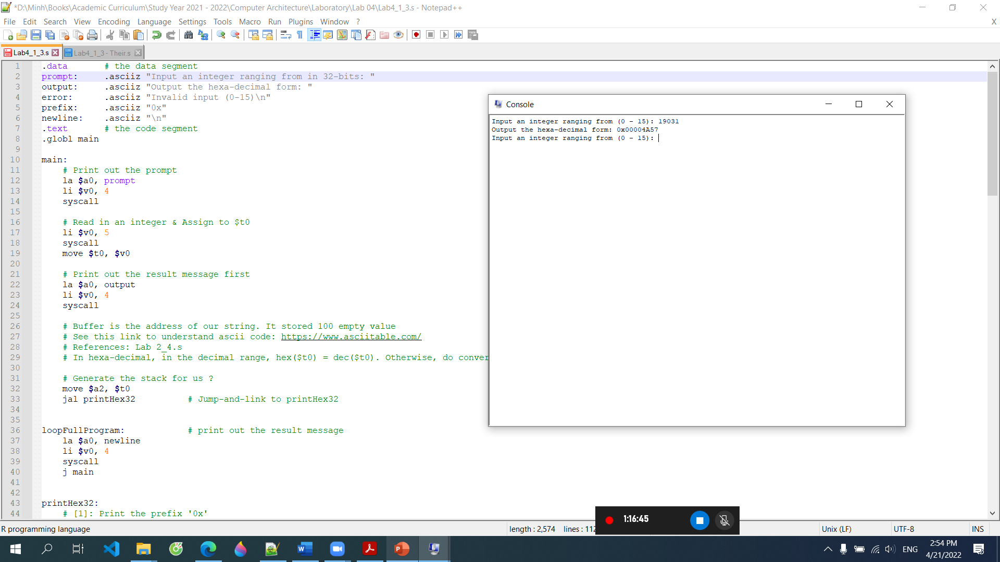 *D:\Minh\Books\Academic Curriculum\Study Year 2021 - 2022\Computer Architecture\Laboratory\Lab 04\Lab4_1_3.s - Notepad++
File Edit Search View Encoding Language Settings Tools Macro Run Plugins Window ? X
Lab4_1_3.s Lab4_1_3 - Their.s
1 .data # the data segment
2 prompt: .asciiz "Input an integer ranging from in 32-bits: "
3 output: .asciiz "Output the hexa-decimal form: "
4 error: .asciiz "Invalid input (0-15)\n"
5 prefix: .asciiz "0x"
6 newline: .asciiz "\n"
7 .text # the code segment
8 .globl main
9
10 main:
11 # Print out the prompt
12 la $a0, prompt
13 li $v0, 4
14 syscall
15
16 # Read in an integer & Assign to $t0
17 li $v0, 5
18 syscall
19 move $t0, $v0
20
21 # Print out the result message first
22 la $a0, output
23 li $v0, 4
24 syscall
25
26 # Buffer is the address of our string. It stored 100 empty value
27 # See this link to understand ascii code: https://www.asciitable.com/
28 # References: Lab 2_4.s
29 # In hexa-decimal, in the decimal range, hex($t0) = dec($t0). Otherwise, do conver
30
31 # Generate the stack for us ?
32 move $a2, $t0
33 jal printHex32 # Jump-and-link to printHex32
34
35
36 loopFullProgram: # print out the result message
37 la $a0, newline
38 li $v0, 4
39 syscall
40 j main
41
42
43 printHex32:
44 # [1]: Print the prefix '0x'
Console
Input an integer ranging from (0 - 15): 19031
Output the hexa-decimal form: 0x00004A57
Input an integer ranging from (0 - 15):
1:16:45
R programming language length : 2,574 lines : 112 Unix (LF) UTF-8 INS
ENG
2:54 PM
4/21/2022